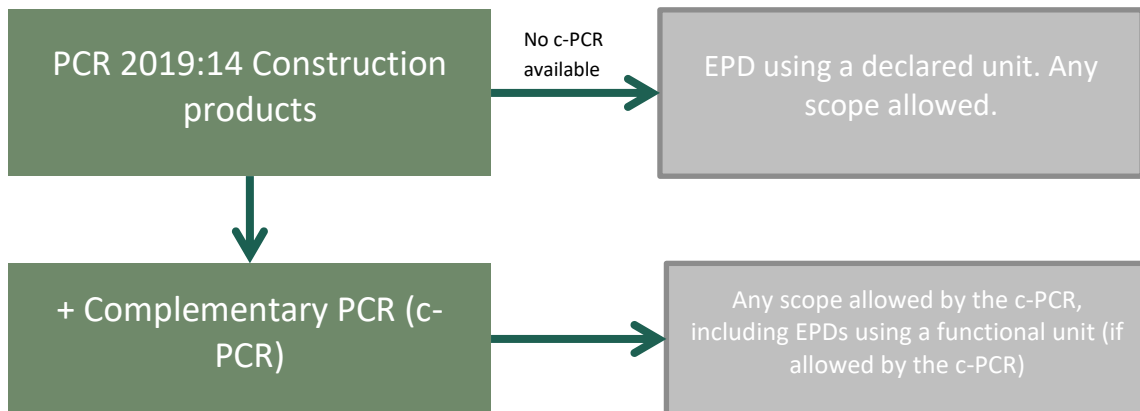 PCR 2019:14 Construction
products
No c-PCR
available
EPD using a declared unit. Any
scope allowed.
+ Complementary PCR (c-
PCR)
Any scope allowed by the c-PCR,
including EPDs using a functional unit (if
allowed by the c-PCR)